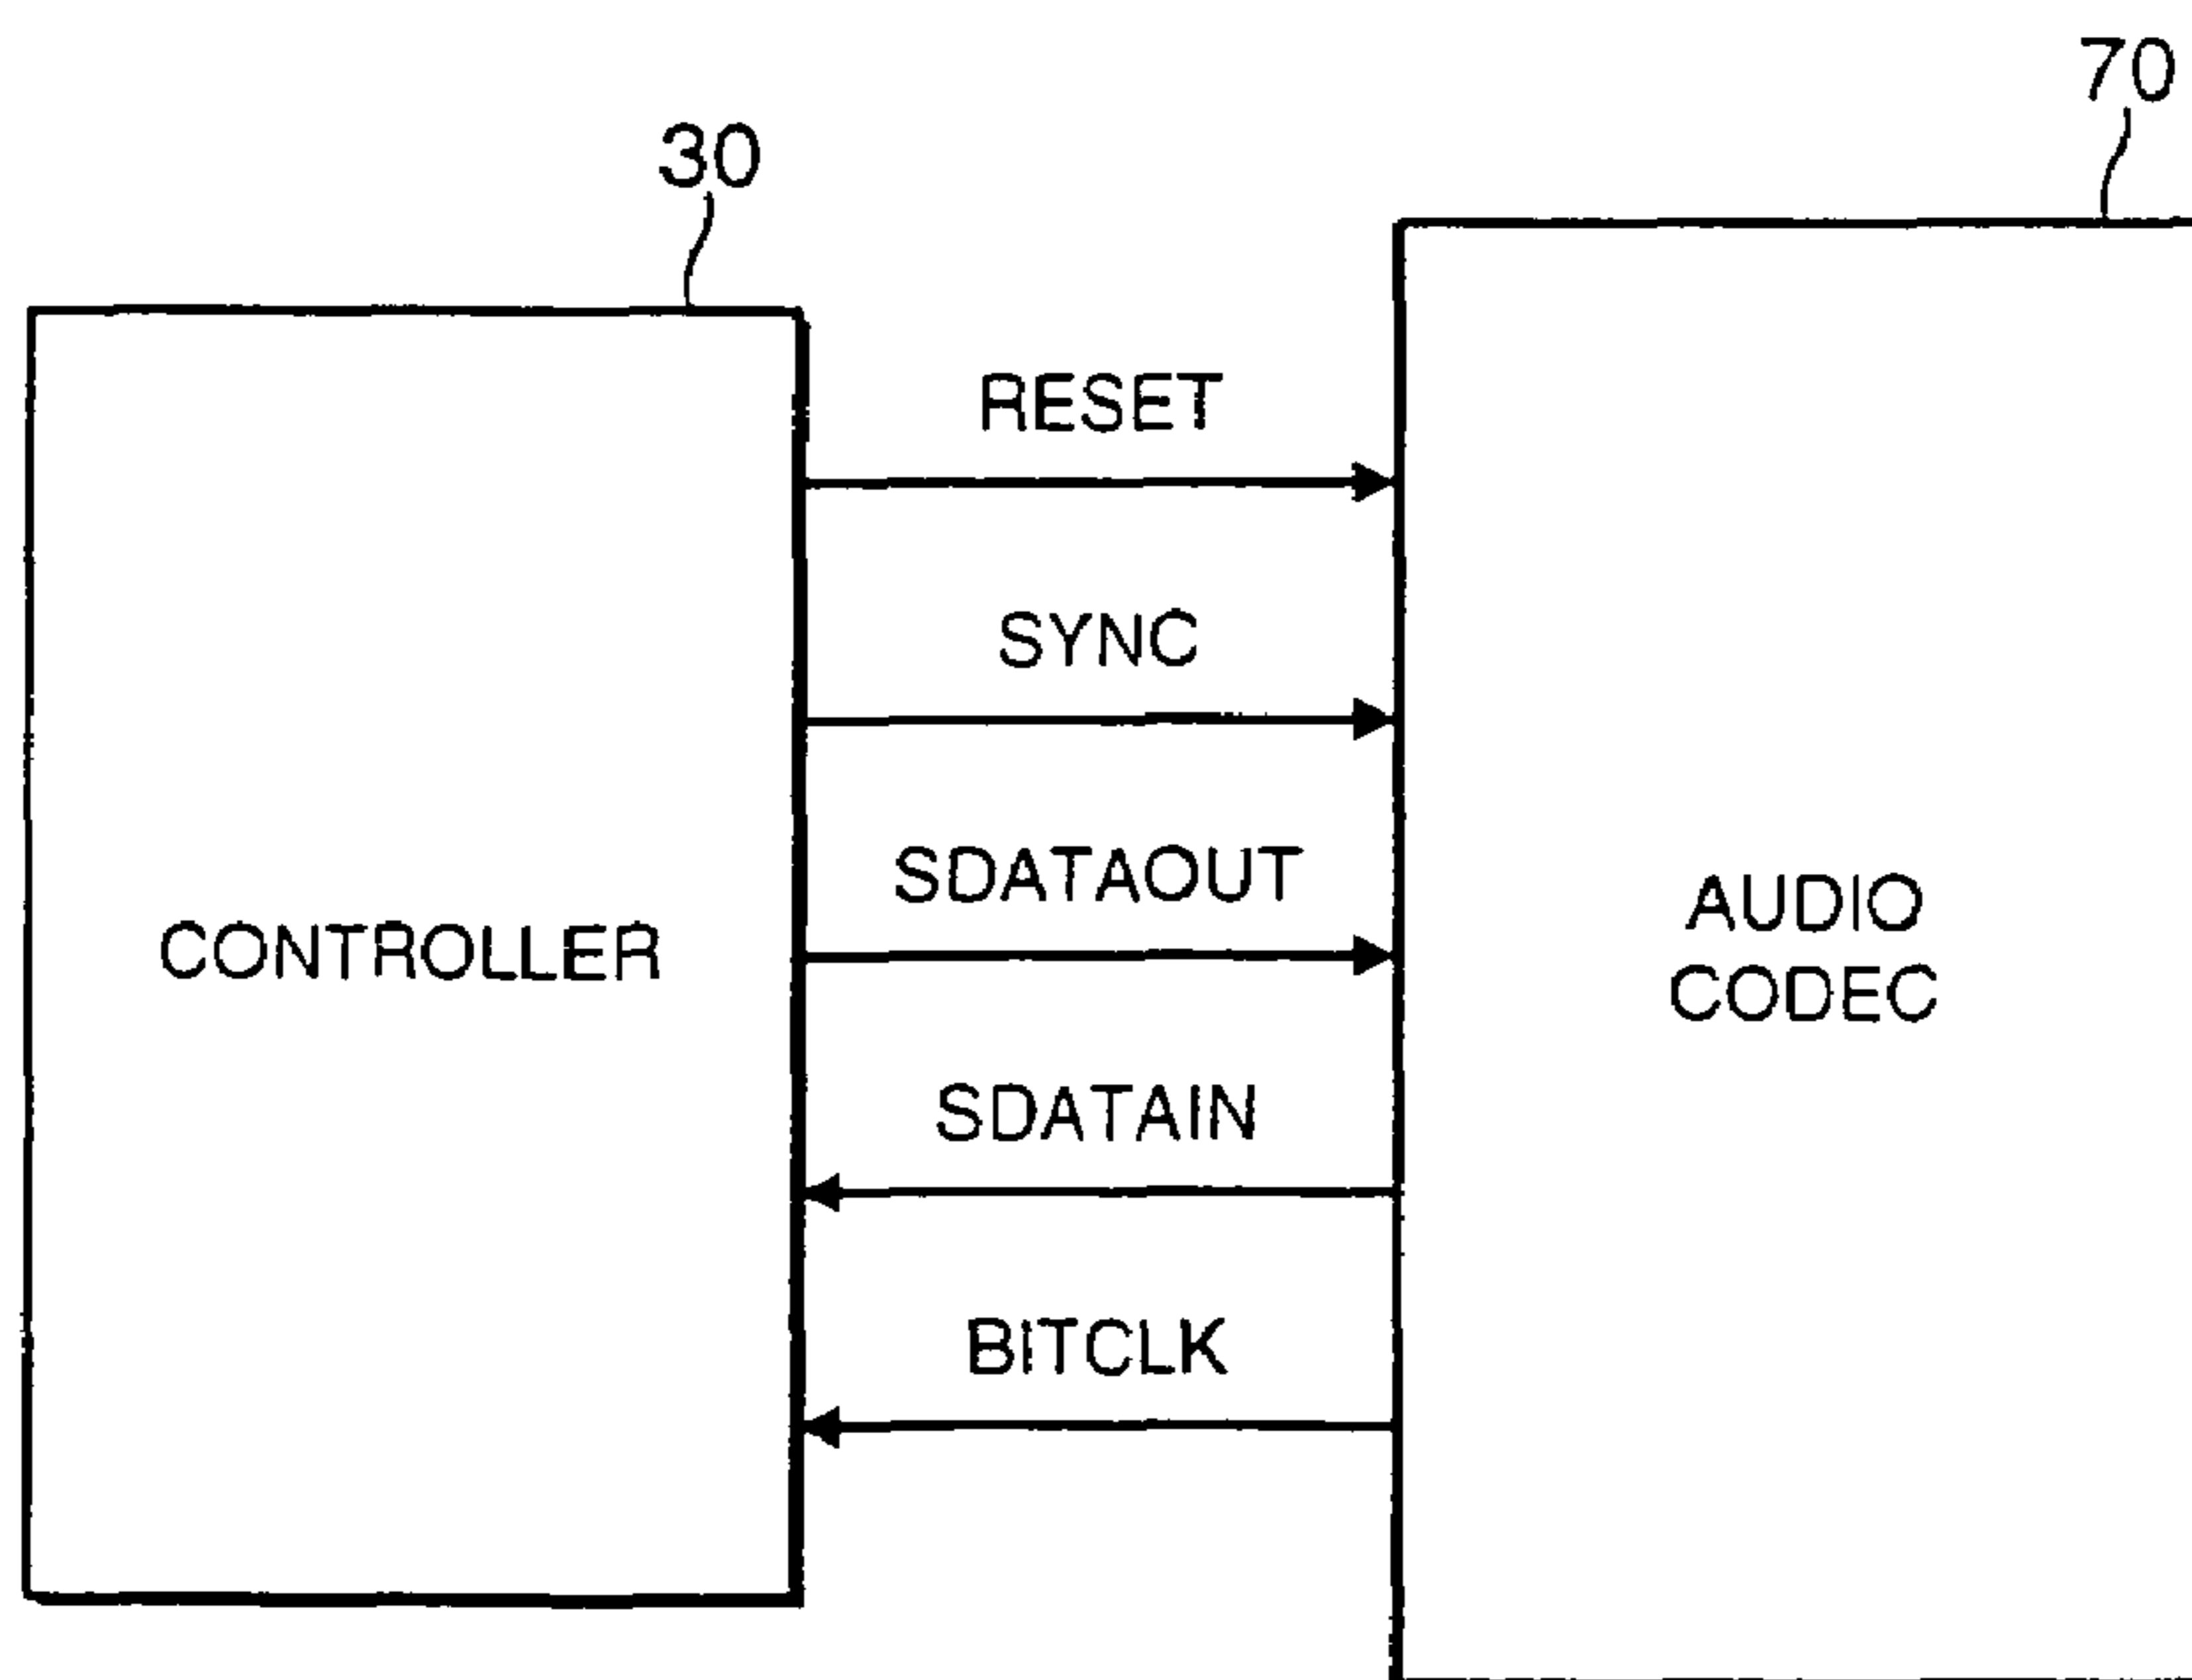 70
30
RESET
SYNC
SDATAOUT
CONTROLLER
AUDIO
CODEC
SDATAIN
BITCLK